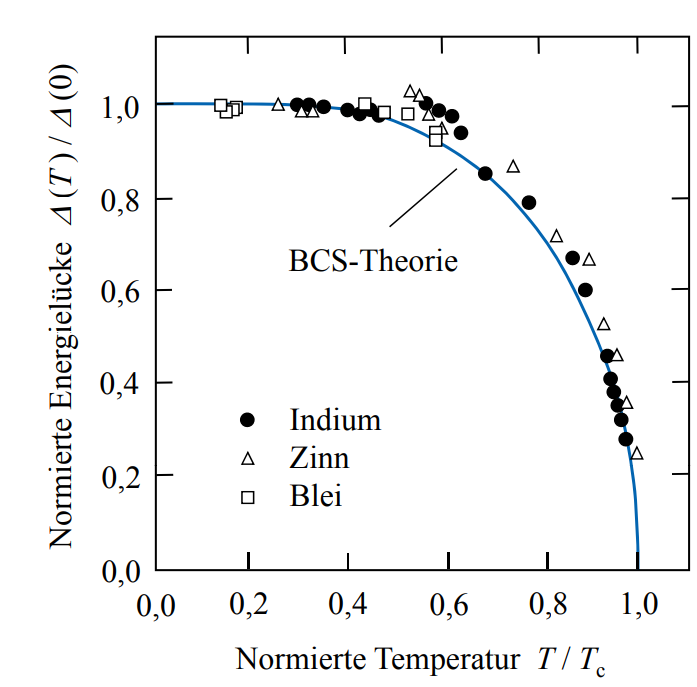 Normierte Energielücke Δ(T) / Δ(0)
1,0
0,8
0,6
0,4
0,2
0,0
BCS-Theorie
Indium
Zinn
Blei
0,0 0,2 0,4 0,6 0,8 1,0
Normierte Temperatur T / Tc